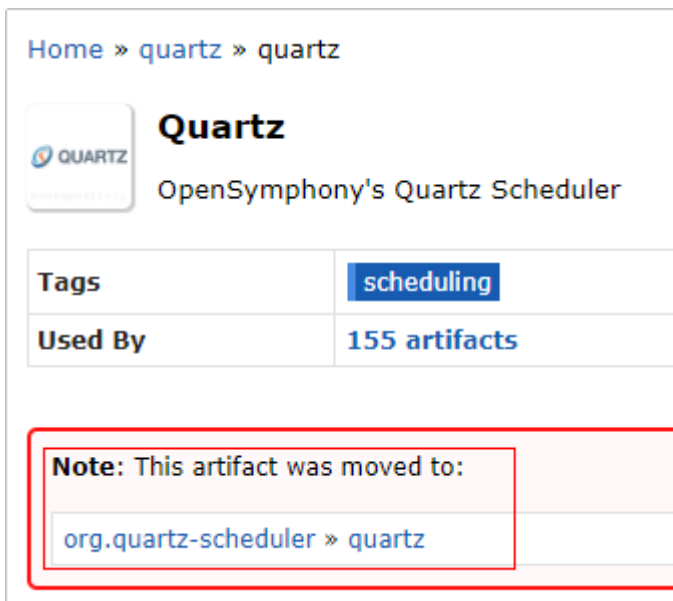 Home » quartz » quartz
Quartz
QUARTZ
OpenSymphony's Quartz Scheduler
Tags scheduling
Used By 155 artifacts
Note: This artifact was moved to:
org.quartz-scheduler » quartz